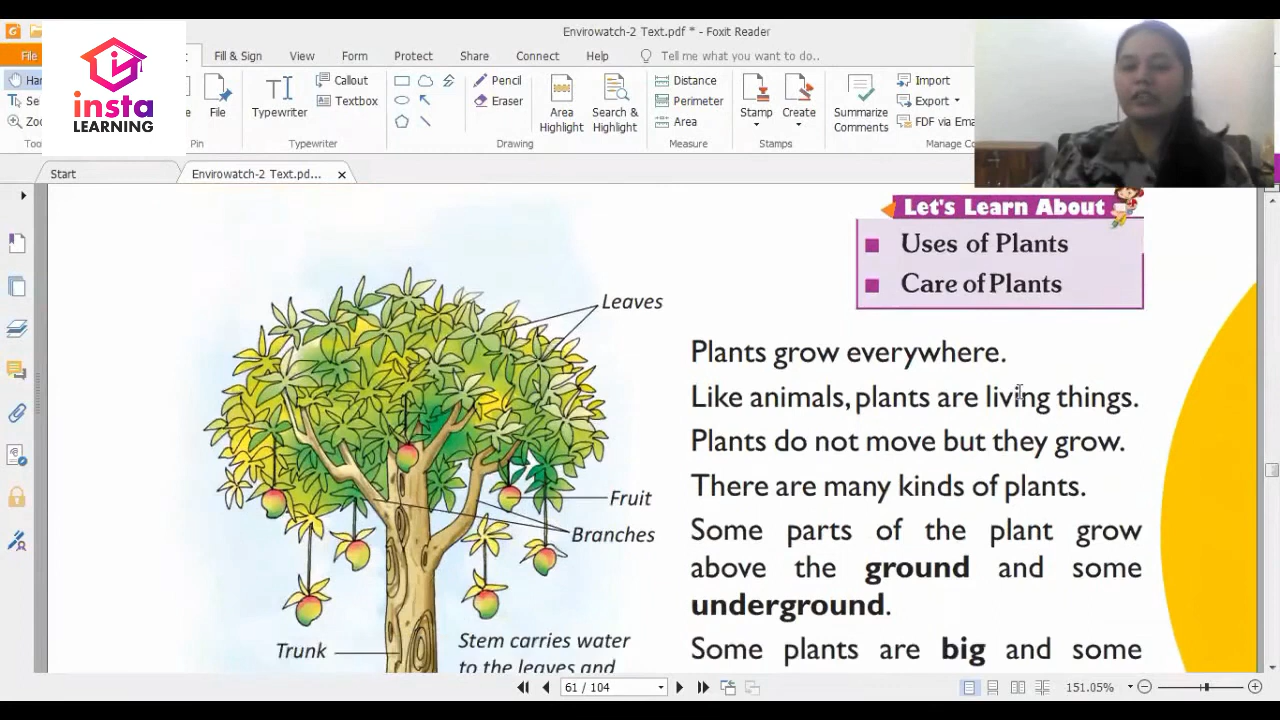 Envirowatch-2 Text.pdf * - Foxit Reader
File
Fill & Sign
View
Form
Protect
Share
Connect
Help
Tell me what you want to do..
insta
LEARNING
File
Typewriter
Callout
Textbox
Pencil
Eraser
Area
Highlight
Search &
Highlight
Distance
Perimeter
Area
Stamp
Create
Summarize
Comments
Import
Export
FDF via Ema
Pin
Typewriter
Drawing
Measure
Stamps
Manage Co
Start
Envirowatch-2 Text.pd...
Let's Learn About
Uses of Plants
Care of Plants
Leaves
Fruit
Branches
Trunk
Stem carries water
to the leaves and
Plants grow everywhere.
Like animals, plants are living things.
Plants do not move but they grow.
There are many kinds of plants.
Some parts of the plant grow
above the ground and some
underground.
Some plants are big and some
61 / 104
151.05%